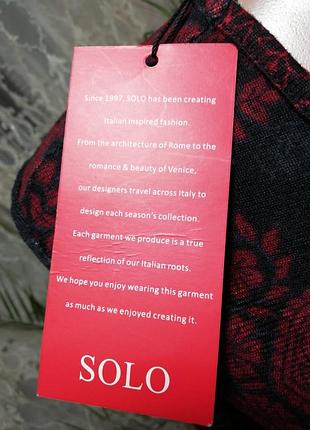 Since 1997, SOLO has been creating
Italian inspired fashion.
From the architecture of Rome to the
romance & beauty of Venice,
our designers travel across Italy to
design each season's collection.
Each garment we produce is a true
reflection of our Italian roots.
We hope you enjoy wearing this garment
as much as we enjoyed creating it.
SOLO